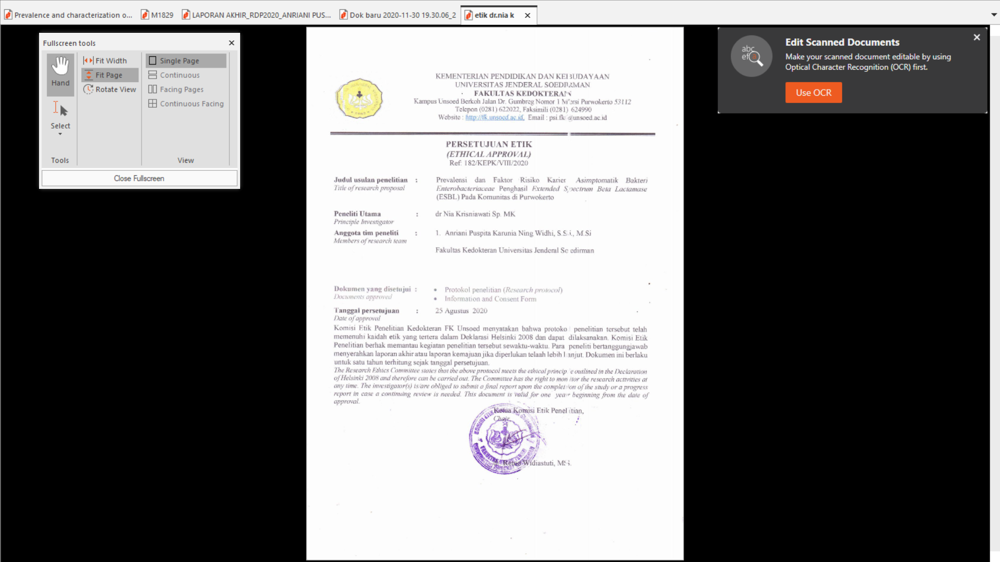 Prevalence and characterization o...
M1829
LAPORAN AKHIR_RDP2020_ANRIANI PUS...
Dok baru 2020-11-30 19.30.06_2
etik dr.nia k
Fullscreen tools
Hand
Select
Tools
Fit Width
Fit Page
Rotate View
Single Page
Continuous
Facing Pages
Continuous Facing
View
Close Fullscreen
Edit Scanned Documents
Make your scanned document editable by using
Optical Character Recognition (OCR) first.
Use OCR
abc
ef a
KEMENTERIAN PENDIDIKAN DAN KEBUDAYAAN
UNIVERSITAS JENDERAL SOEDIRMAN
FAKULTAS KEDOKTERAN
Kampus Unsoed Berkoh Jalan Dr. Gumbreg Nomor 1 Mersi Purwokerto 53112
Telepon (0281) 622022, Faksimili (0281) 624990
Website : http://fk.unsoed.ac.id, Email : psi.fk@unsoed.ac.id
PERSETUJUAN ETIK
(ETHICAL APPROVAL)
Ref: 182/KEPK/VIII/2020
Judul usulan penelitian : Prevalensi dan Faktor Risiko Karier Asimptomatik Bakteri
Title of research proposal Enterobacteriaceae Penghasil Extended Spectrum Beta Lactamase
(ESBL) Pada Komunitas di Purwokerto
Peneliti Utama : dr Nia Krisniawati Sp. MK
Principle Investigator
Anggota tim peneliti : 1. Anriani Puspita Karunia Ning Widhi, S.Si., M.Si
Members of research team
Fakultas Kedokteran Universitas Jenderal Soedirman
Dokumen yang disetujui : • Protokol penelitian (Research protocol)
Documents approved • Information and Consent Form
Tanggal persetujuan : 25 Agustus 2020
Date of approval
Komisi Etik Penelitian Kedokteran FK Unsoed menyatakan bahwa protokol penelitian tersebut telah
memenuhi kaidah etik yang tertera dalam Deklarasi Helsinki 2008 dan dapat dilaksanakan. Komisi Etik
Penelitian berhak memantau kegiatan penelitian tersebut sewaktu-waktu. Para peneliti bertanggungjawab
menyerahkan laporan akhir atau laporan kemajuan jika diperlukan telaah lebih lanjut. Dokumen ini berlaku
untuk satu tahun terhitung sejak tanggal persetujuan.
The Research Ethics Committee states that the above protocol meets the ethical principle outlined in the Declaration
of Helsinki 2008 and therefore can be carried out. The Committee has the right to monitor the research activities at
any time. The investigator(s) is/are obliged to submit a final report upon the completion of the study or a progress
report in case a continuing review is needed. This document is valid for one year beginning from the date of
approval.
Ketua Komisi Etik Penelitian,
Chair
Widiastuti,